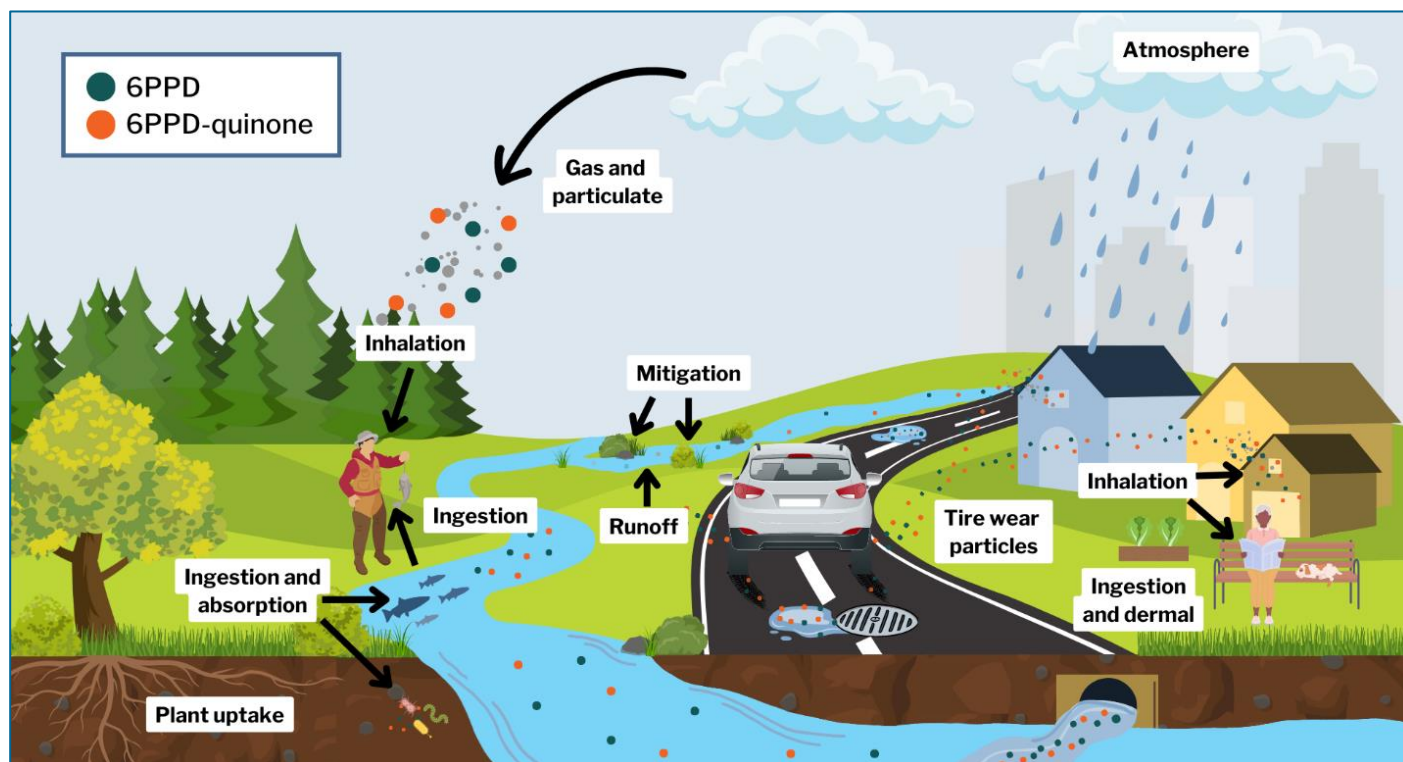 6PPD
6PPD-quinone
Atmosphere
Gas and
particulate
Inhalation
Mitigation
Inhalation
Ingestion
Runoff
Tire wear
particles
Ingestion and
absorption
Ingestion
and dermal
Plant uptake